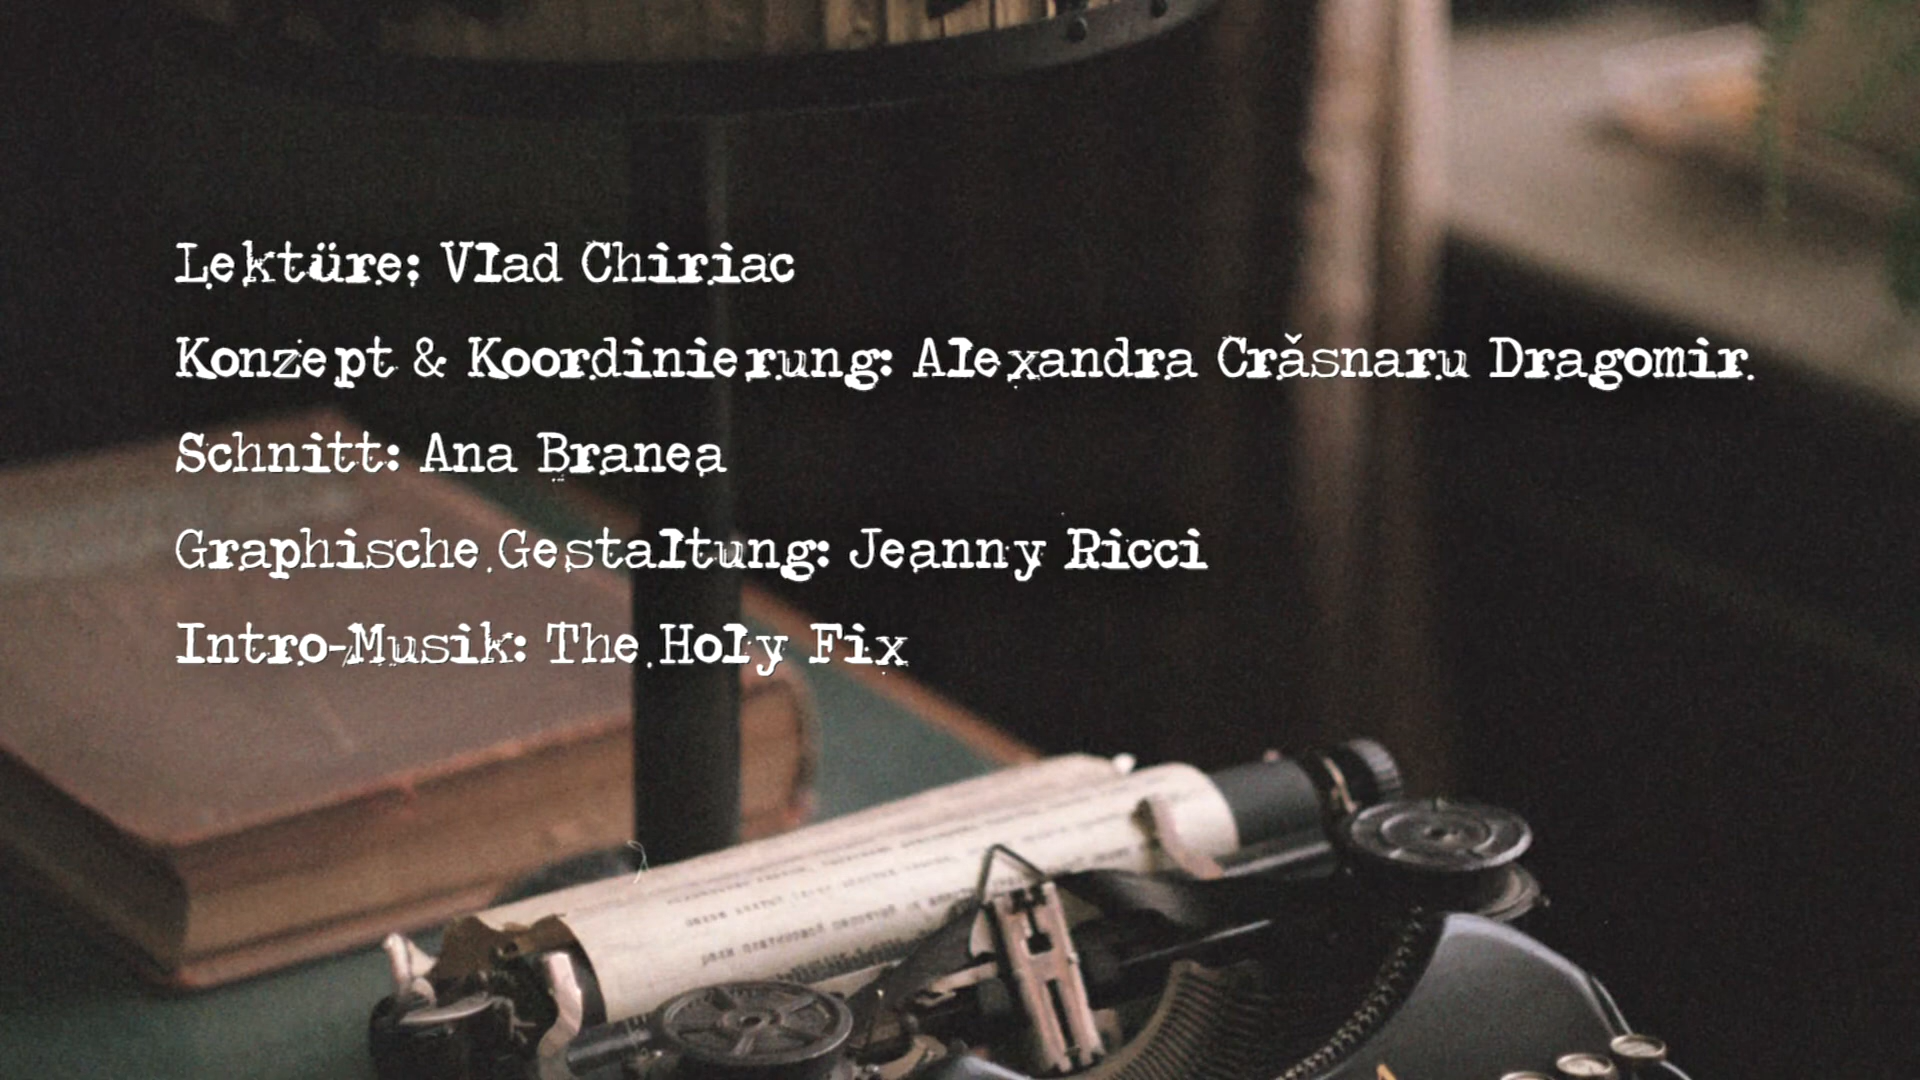 Lektüre: Vlad Chiriac
Konzept & Koordinierung: Alexandra Crăsnaru Dragomir
Schnitt: Ana Branea
Graphische Gestaltung: Jeanny Ricci
Intro-Musik: The Holy Fix